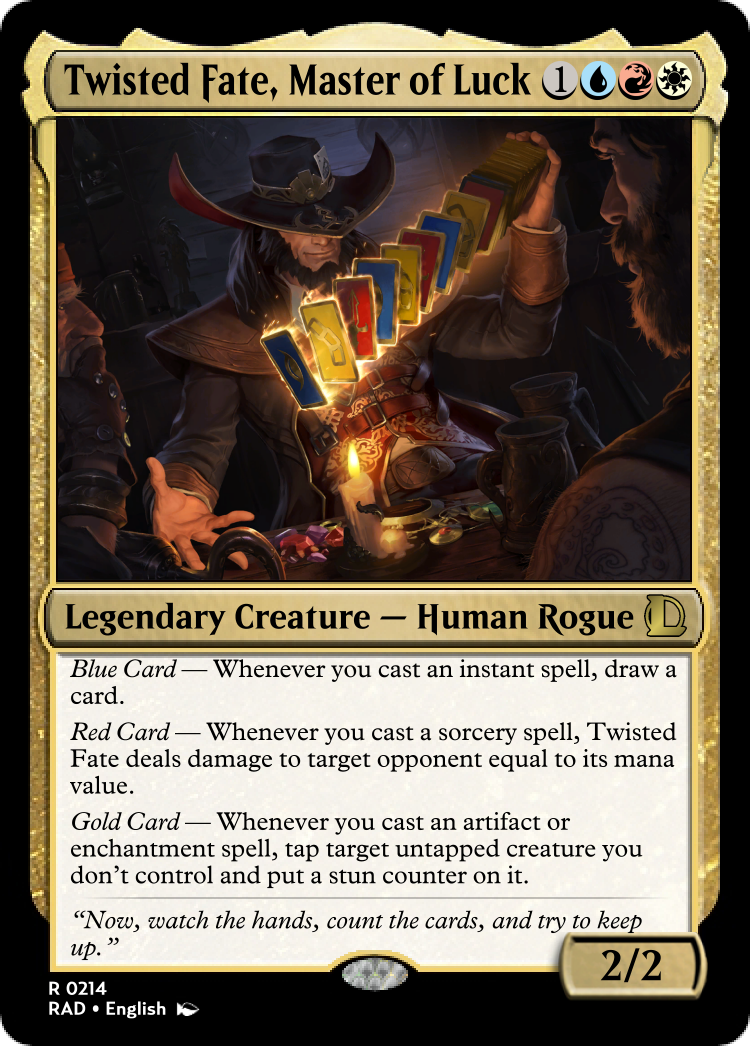 Twisted Fate, Master of Luck 1
Legendary Creature — Human Rogue
Blue Card — Whenever you cast an instant spell, draw a
card.
Red Card — Whenever you cast a sorcery spell, Twisted
Fate deals damage to target opponent equal to its mana
value.
Gold Card — Whenever you cast an artifact or
enchantment spell, tap target untapped creature you
don’t control and put a stun counter on it.
“Now, watch the hands, count the cards, and try to keep
up.”
2/2
R 0214
RAD • English